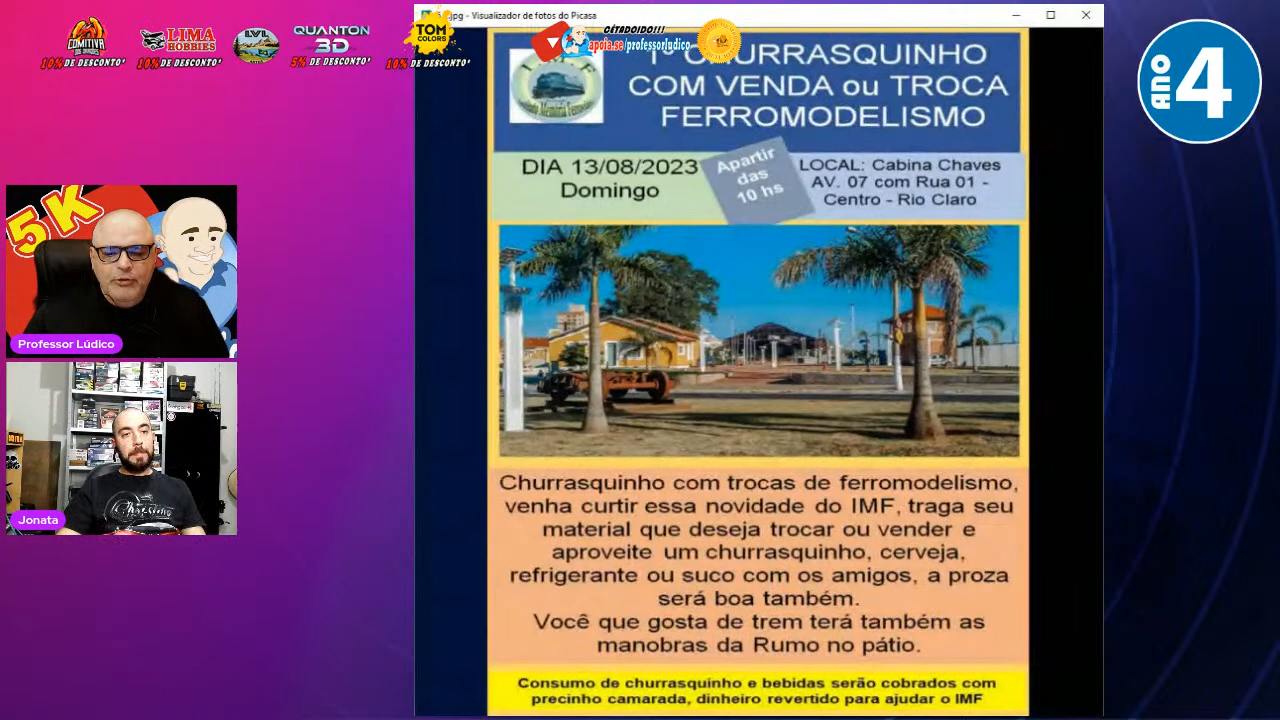 5.jpg - Visualizador de fotos do Picasa
COMITIVA
10% DE DESCONTO*
LIMA
HOBBIES
10% DE DESCONTO*
LVL
QUANTON
3D
5% DE DESCONTO*
TOM
COLORS
10% DE DESCONTO*
CÊTÁDOIDO!!!
apoia.se/professorludico
ANO 4
1º CHURRASQUINHO
COM VENDA ou TROCA
FERROMODELISMO
DIA 13/08/2023
Domingo
Apartir
das
10 hs
LOCAL: Cabina Chaves
AV. 07 com Rua 01 -
Centro - Rio Claro
5K
Professor Lúdico
Jonata
Churrasquinho com trocas de ferromodelismo,
venha curtir essa novidade do IMF, traga seu
material que deseja trocar ou vender e
aproveite um churrasquinho, cerveja,
refrigerante ou suco com os amigos, a proza
será boa também.
Você que gosta de trem terá também as
manobras da Rumo no pátio.
Consumo de churrasquinho e bebidas serão cobrados com
precinho camarada, dinheiro revertido para ajudar o IMF